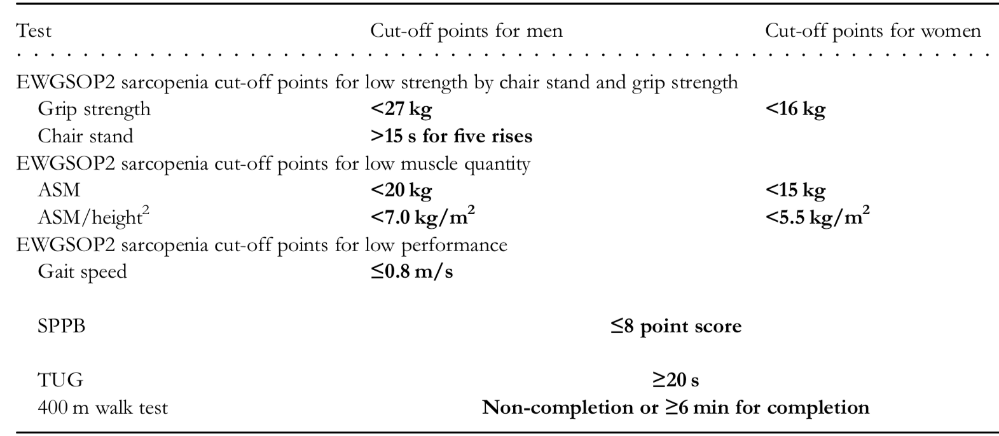 Test Cut-off points for men Cut-off points for women
EWGSOP2 sarcopenia cut-off points for low strength by chair stand and grip strength
Grip strength <27 kg <16 kg
Chair stand >15 s for five rises
EWGSOP2 sarcopenia cut-off points for low muscle quantity
ASM <20 kg <15 kg
ASM/height² <7.0 kg/m² <5.5 kg/m²
EWGSOP2 sarcopenia cut-off points for low performance
Gait speed ≤0.8 m/s
SPPB ≤8 point score
TUG ≥20 s
400 m walk test Non-completion or ≥6 min for completion